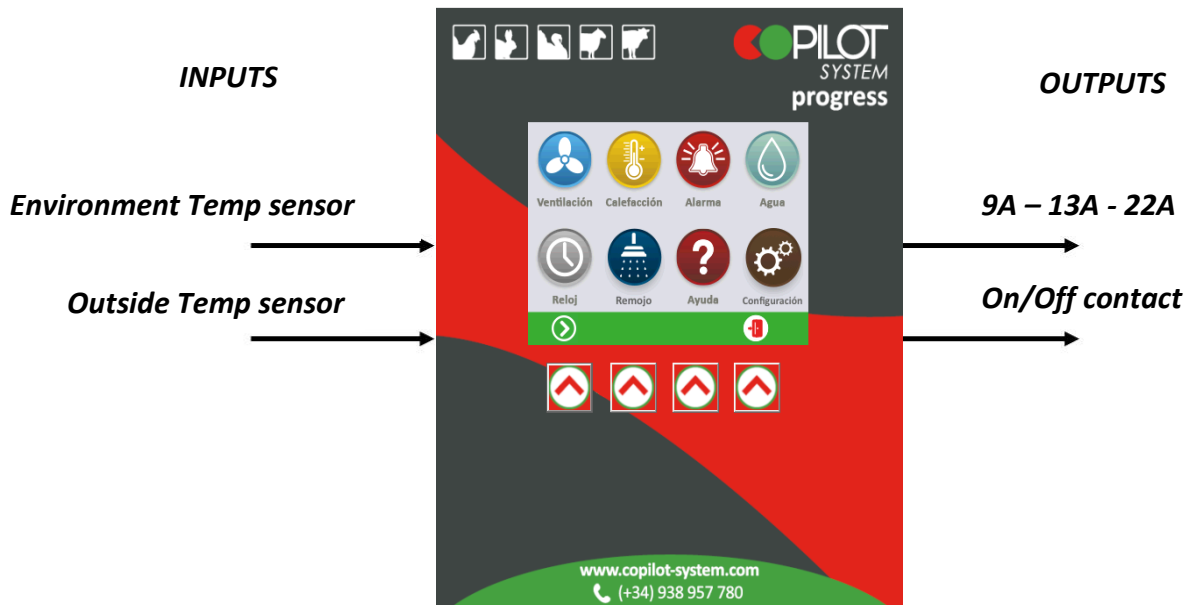 INPUTS
Environment Temp sensor
Outside Temp sensor
COPILOT
SYSTEM
progress
Ventilación Calefacción Alarma Agua
Reloj Remojo Ayuda Configuración
www.copilot-system.com
(+34) 938 957 780
OUTPUTS
9A – 13A - 22A
On/Off contact